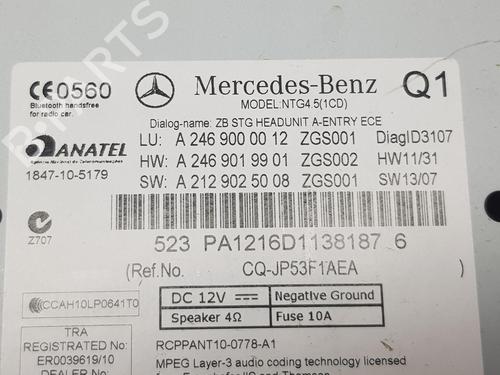 CE0560
Bluetooth handsfree
for radio car.
Mercedes-Benz
Q1
MODEL:NTG4.5(1CD)
Dialog-name: ZB STG HEADUNIT A-ENTRY ECE
ANATEL
1847-10-5179
LU: A 246 900 00 12 ZGS001 DiagID3107
HW: A 246 901 99 01 ZGS002 HW11/31
SW: A 212 902 50 08 ZGS001 SW13/07
Z707
523 PA1216D1138187 6
(Ref.No. CQ-JP53F1AEA )
CCAH10LP0641T0
DC 12V Negative Ground
Speaker 4Ω Fuse 10A
TRA
REGISTERED No:
ER0039619/10
DEALER No:
RCPPANT10-0778-A1
MPEG Layer-3 audio coding technology licensed